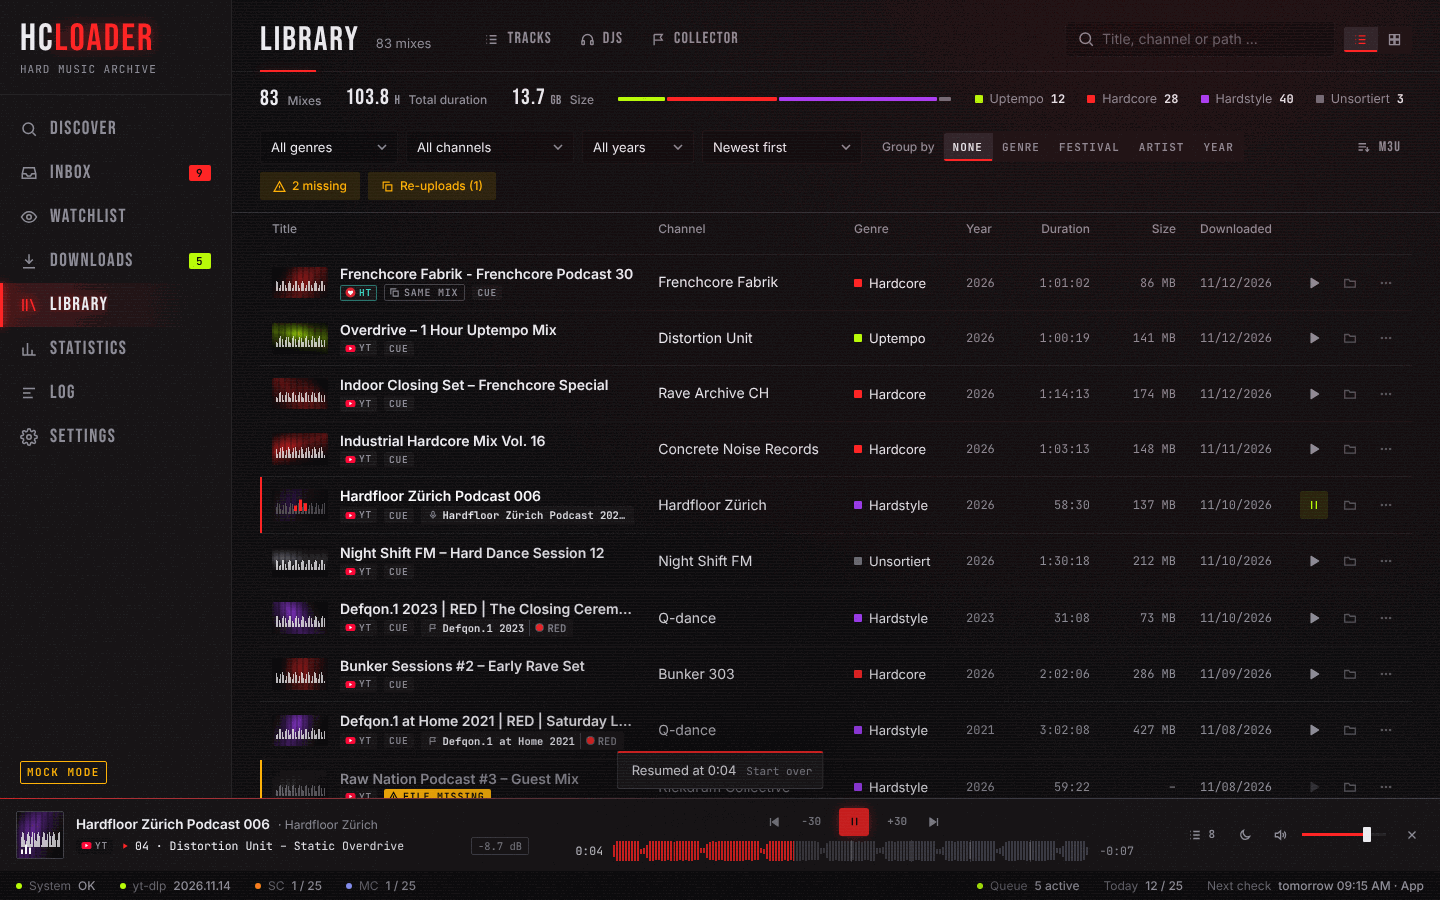 HCLOADER
HARD MUSIC ARCHIVE
DISCOVER
INBOX 9
WATCHLIST
DOWNLOADS 5
LIBRARY
STATISTICS
LOG
SETTINGS
MOCK MODE
LIBRARY 83 mixes TRACKS DJS COLLECTOR Title, channel or path ...
83 Mixes 103.8 H Total duration 13.7 GB Size Uptempo 12 Hardcore 28 Hardstyle 40 Unsortiert 3
All genres All channels All years Newest first Group by NONE GENRE FESTIVAL ARTIST YEAR M3U
2 missing Re-uploads (1)
Title Channel Genre Year Duration Size Downloaded
Frenchcore Fabrik - Frenchcore Podcast 30 Frenchcore Fabrik Hardcore 2026 1:01:02 86 MB 11/12/2026
HT SAME MIX CUE
Overdrive – 1 Hour Uptempo Mix Distortion Unit Uptempo 2026 1:00:19 141 MB 11/12/2026
YT CUE
Indoor Closing Set – Frenchcore Special Rave Archive CH Hardcore 2026 1:14:13 174 MB 11/12/2026
YT CUE
Industrial Hardcore Mix Vol. 16 Concrete Noise Records Hardcore 2026 1:03:13 148 MB 11/11/2026
YT CUE
Hardfloor Zürich Podcast 006 Hardfloor Zürich Hardstyle 2026 58:30 137 MB 11/10/2026
YT CUE Hardfloor Zürich Podcast 202…
Night Shift FM – Hard Dance Session 12 Night Shift FM Unsortiert 2026 1:30:18 212 MB 11/10/2026
YT CUE
Defqon.1 2023 | RED | The Closing Cerem… Q-dance Hardstyle 2023 31:08 73 MB 11/10/2026
YT CUE Defqon.1 2023 RED
Bunker Sessions #2 – Early Rave Set Bunker 303 Hardcore 2026 2:02:06 286 MB 11/09/2026
YT CUE
Defqon.1 at Home 2021 | RED | Saturday L… Q-dance Hardstyle 2021 3:02:08 427 MB 11/08/2026
YT CUE Defqon.1 at Home 2021 RED
Raw Nation Podcast #3 – Guest Mix Kickdrum Collective Hardstyle 2026 59:22 – 11/08/2026
YT FILE MISSING
Resumed at 0:04 Start over
Hardfloor Zürich Podcast 006 · Hardfloor Zürich
YT 04 · Distortion Unit – Static Overdrive
-8.7 dB
-30 +30
0:04 -0:07
8
System OK yt-dlp 2026.11.14 SC 1 / 25 MC 1 / 25 Queue 5 active Today 12 / 25 Next check tomorrow 09:15 AM · App